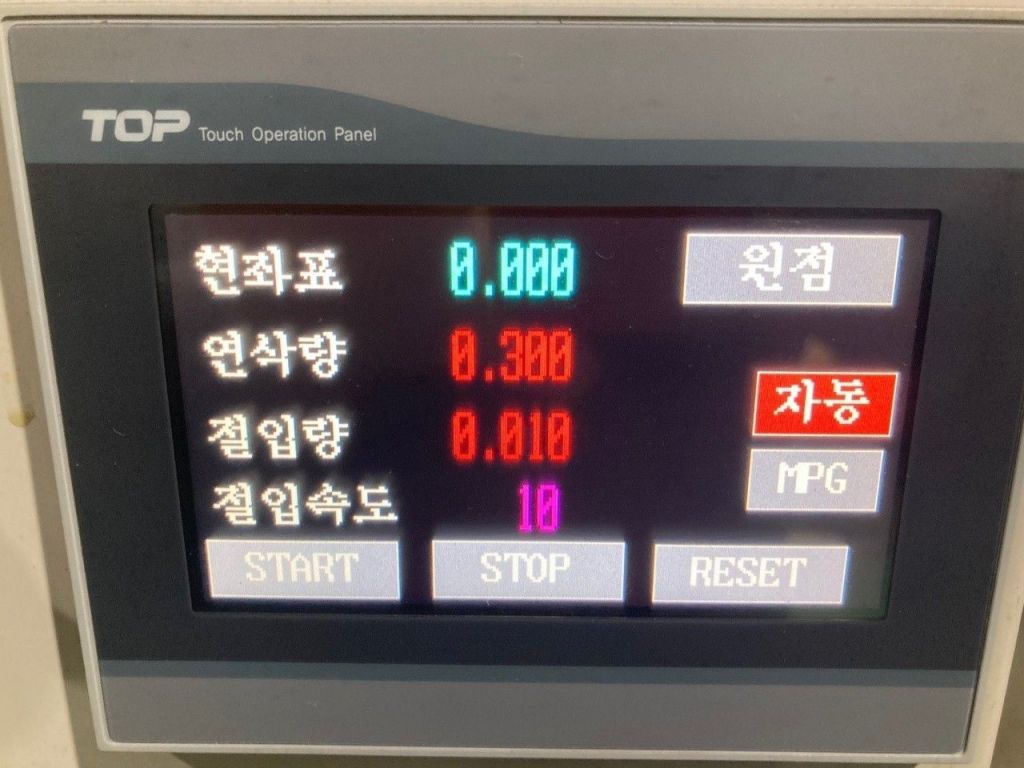 TOP Touch Operation Panel
현좌표 0.000 원점
연삭량 0.300
자동
절입량 0.010
MPG
절입속도 10
START STOP RESET